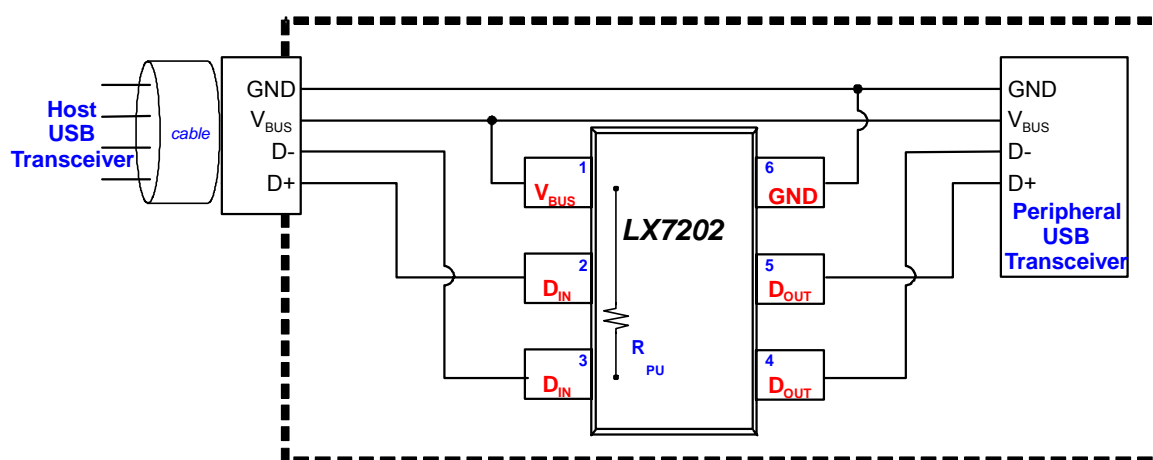 Host
USB
Transceiver
cable
GND
VBUS
D-
D+
1
VBUS
2
DIN
3
DIN
LX7202
R
PU
6
GND
5
DOUT
4
DOUT
GND
VBUS
D-
D+
Peripheral
USB
Transceiver